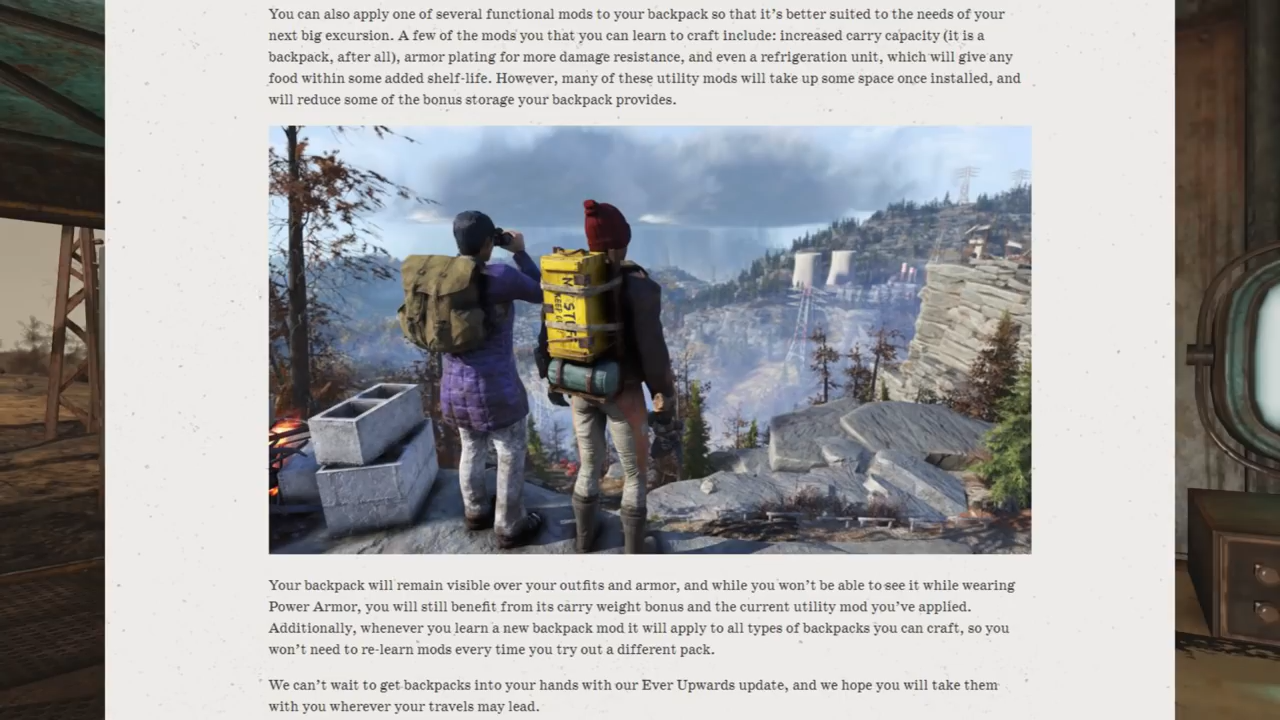 You can also apply one of several functional mods to your backpack so that it's better suited to the needs of your
next big excursion. A few of the mods you that you can learn to craft include: increased carry capacity (it is a
backpack, after all), armor plating for more damage resistance, and even a refrigeration unit, which will give any
food within some added shelf-life. However, many of these utility mods will take up some space once installed, and
will reduce some of the bonus storage your backpack provides.
Your backpack will remain visible over your outfits and armor, and while you won't be able to see it while wearing
Power Armor, you will still benefit from its carry weight bonus and the current utility mod you've applied.
Additionally, whenever you learn a new backpack mod it will apply to all types of backpacks you can craft, so you
won't need to re-learn mods every time you try out a different pack.
We can't wait to get backpacks into your hands with our Ever Upwards update, and we hope you will take them
with you wherever your travels may lead.